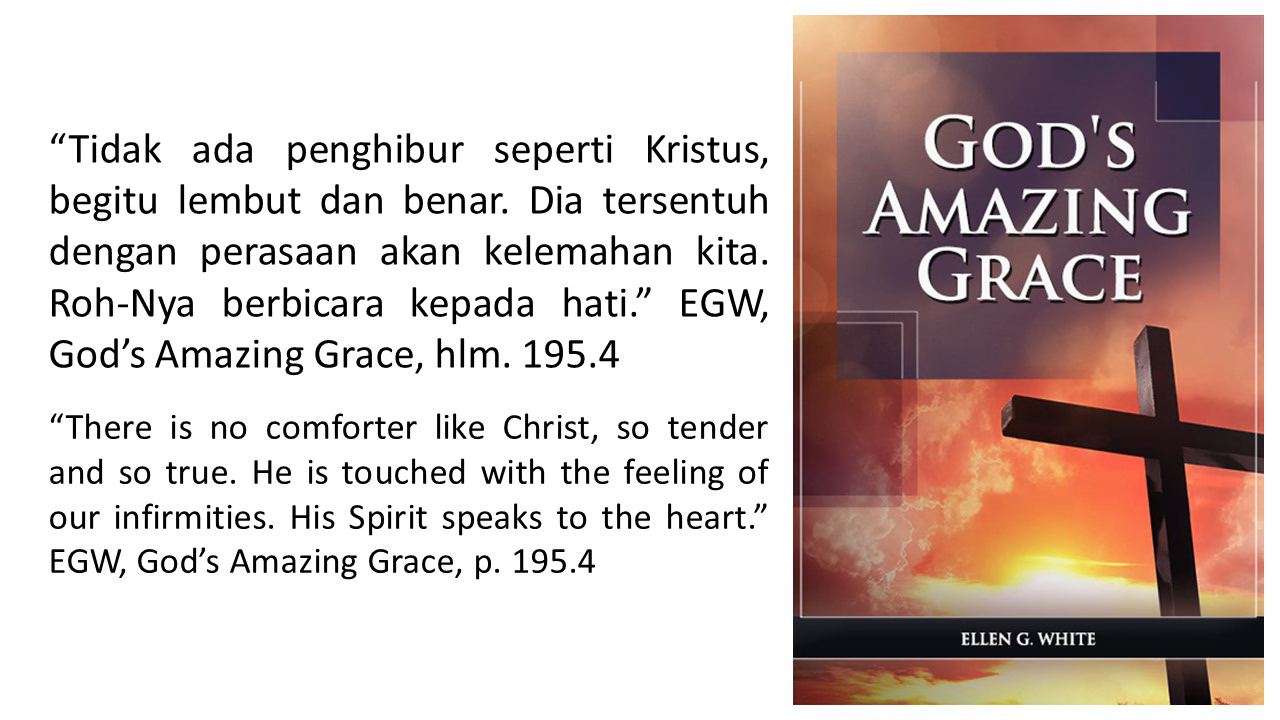 “Tidak ada penghibur seperti Kristus,
begitu lembut dan benar. Dia tersentuh
dengan perasaan akan kelemahan kita.
Roh-Nya berbicara kepada hati.” EGW,
God’s Amazing Grace, hlm. 195.4
“There is no comforter like Christ, so tender
and so true. He is touched with the feeling of
our infirmities. His Spirit speaks to the heart.”
EGW, God’s Amazing Grace, p. 195.4
GOD'S
AMAZING
GRACE
ELLEN G. WHITE